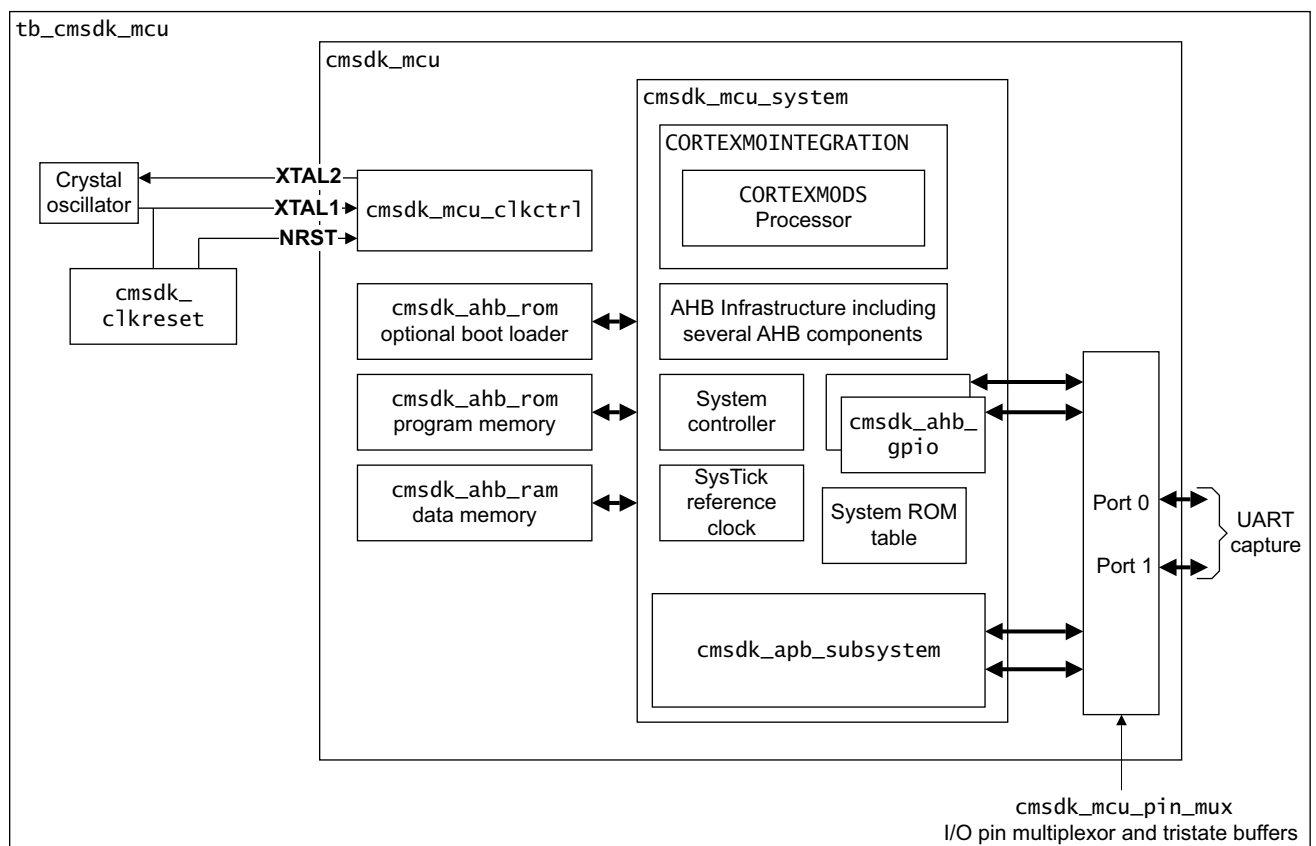 tb_cmsdk_mcu
cmsdk_mcu
cmsdk_mcu_system
CORTEXM0INTEGRATION
CORTEXM0DS
Processor
Crystal
oscillator
XTAL2
XTAL1
NRST
cmsdk_mcu_clkctrl
cmsdk_
clkreset
cmsdk_ahb_rom
optional boot loader
AHB Infrastructure including
several AHB components
cmsdk_ahb_rom
program memory
System
controller
cmsdk_ahb_
gpio
cmsdk_ahb_ram
data memory
SysTick
reference
clock
System ROM
table
Port 0
Port 1
UART
capture
cmsdk_apb_subsystem
cmsdk_mcu_pin_mux
I/O pin multiplexor and tristate buffers